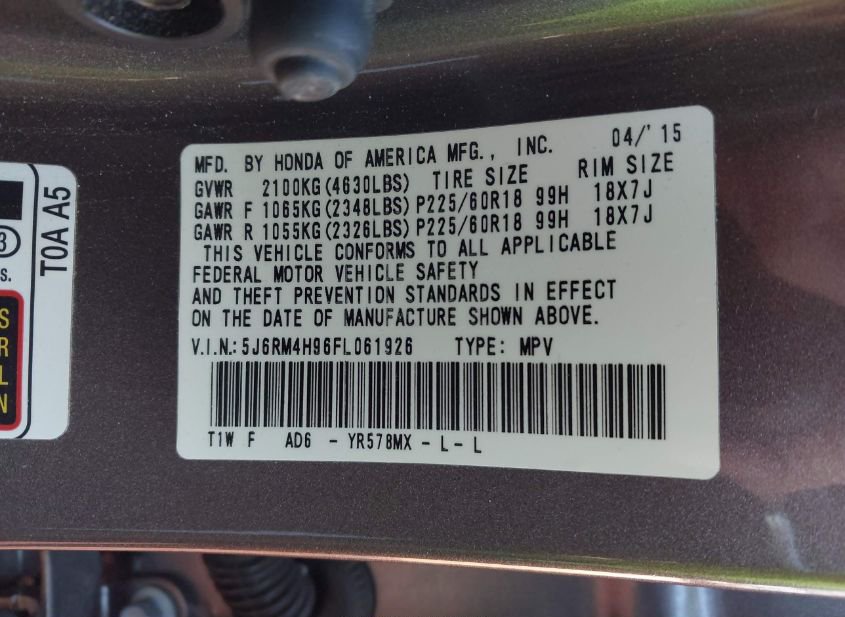 MFD. BY HONDA OF AMERICA MFG., INC. 04/'15
GVWR 2100KG(4630LBS) TIRE SIZE RIM SIZE
GAWR F 1065KG(2348LBS) P225/60R18 99H 18X7J
GAWR R 1055KG(2326LBS) P225/60R18 99H 18X7J
THIS VEHICLE CONFORMS TO ALL APPLICABLE
FEDERAL MOTOR VEHICLE SAFETY
AND THEFT PREVENTION STANDARDS IN EFFECT
ON THE DATE OF MANUFACTURE SHOWN ABOVE.
V.I.N.: 5J6RM4H96FL061926 TYPE: MPV
T1W F AD6 - YR578MX - L - L
T0A A5
3
S.
S
R
L
N